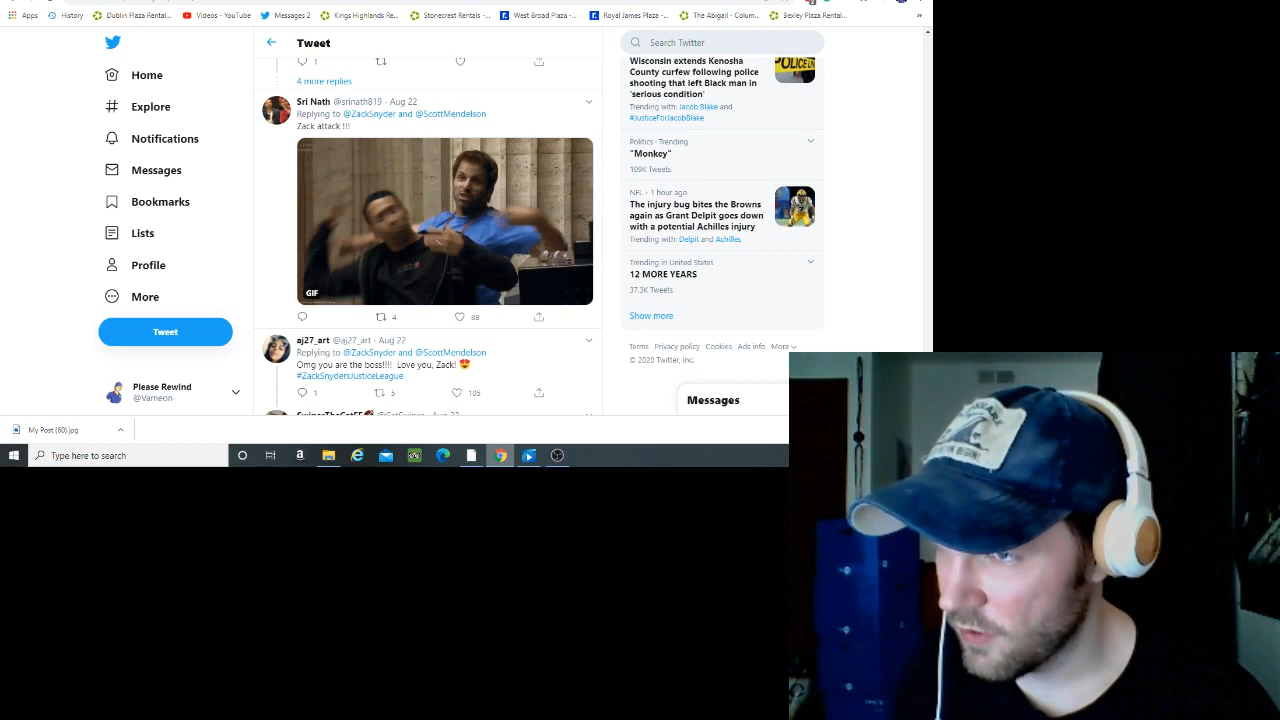 Apps
History
Dublin Plaza Rental...
Videos - YouTube
Messages 2
Kings Highlands Re...
Stonecrest Rentals -...
West Broad Plaza -...
Royal James Plaza -...
The Abigail - Colum...
Bexley Plaza Rental...
»
Home
Explore
Notifications
Messages
Bookmarks
Lists
Profile
More
Tweet
Please Rewind
@Vameon
Tweet
1
4 more replies
Sri Nath @srinath819 · Aug 22
Replying to @ZackSnyder and @ScottMendelson
Zack attack !!!
GIF
4
88
aj27_art @aj27_art · Aug 22
Replying to @ZackSnyder and @ScottMendelson
Omg you are the boss!!!! Love you, Zack! 😍
#ZackSnydersJusticeLeague
1
5
105
Search Twitter
Wisconsin extends Kenosha
County curfew following police
shooting that left Black man in
'serious condition'
Trending with: Jacob Blake and
#JusticeForJacobBlake
Politics · Trending
"Monkey"
109K Tweets
NFL · 1 hour ago
The injury bug bites the Browns
again as Grant Delpit goes down
with a potential Achilles injury
Trending with: Delpit and Achilles
Trending in United States
12 MORE YEARS
37.3K Tweets
Show more
Terms Privacy policy Cookies Ads info More
© 2020 Twitter, Inc.
Messages
My Post (60).jpg
Type here to search